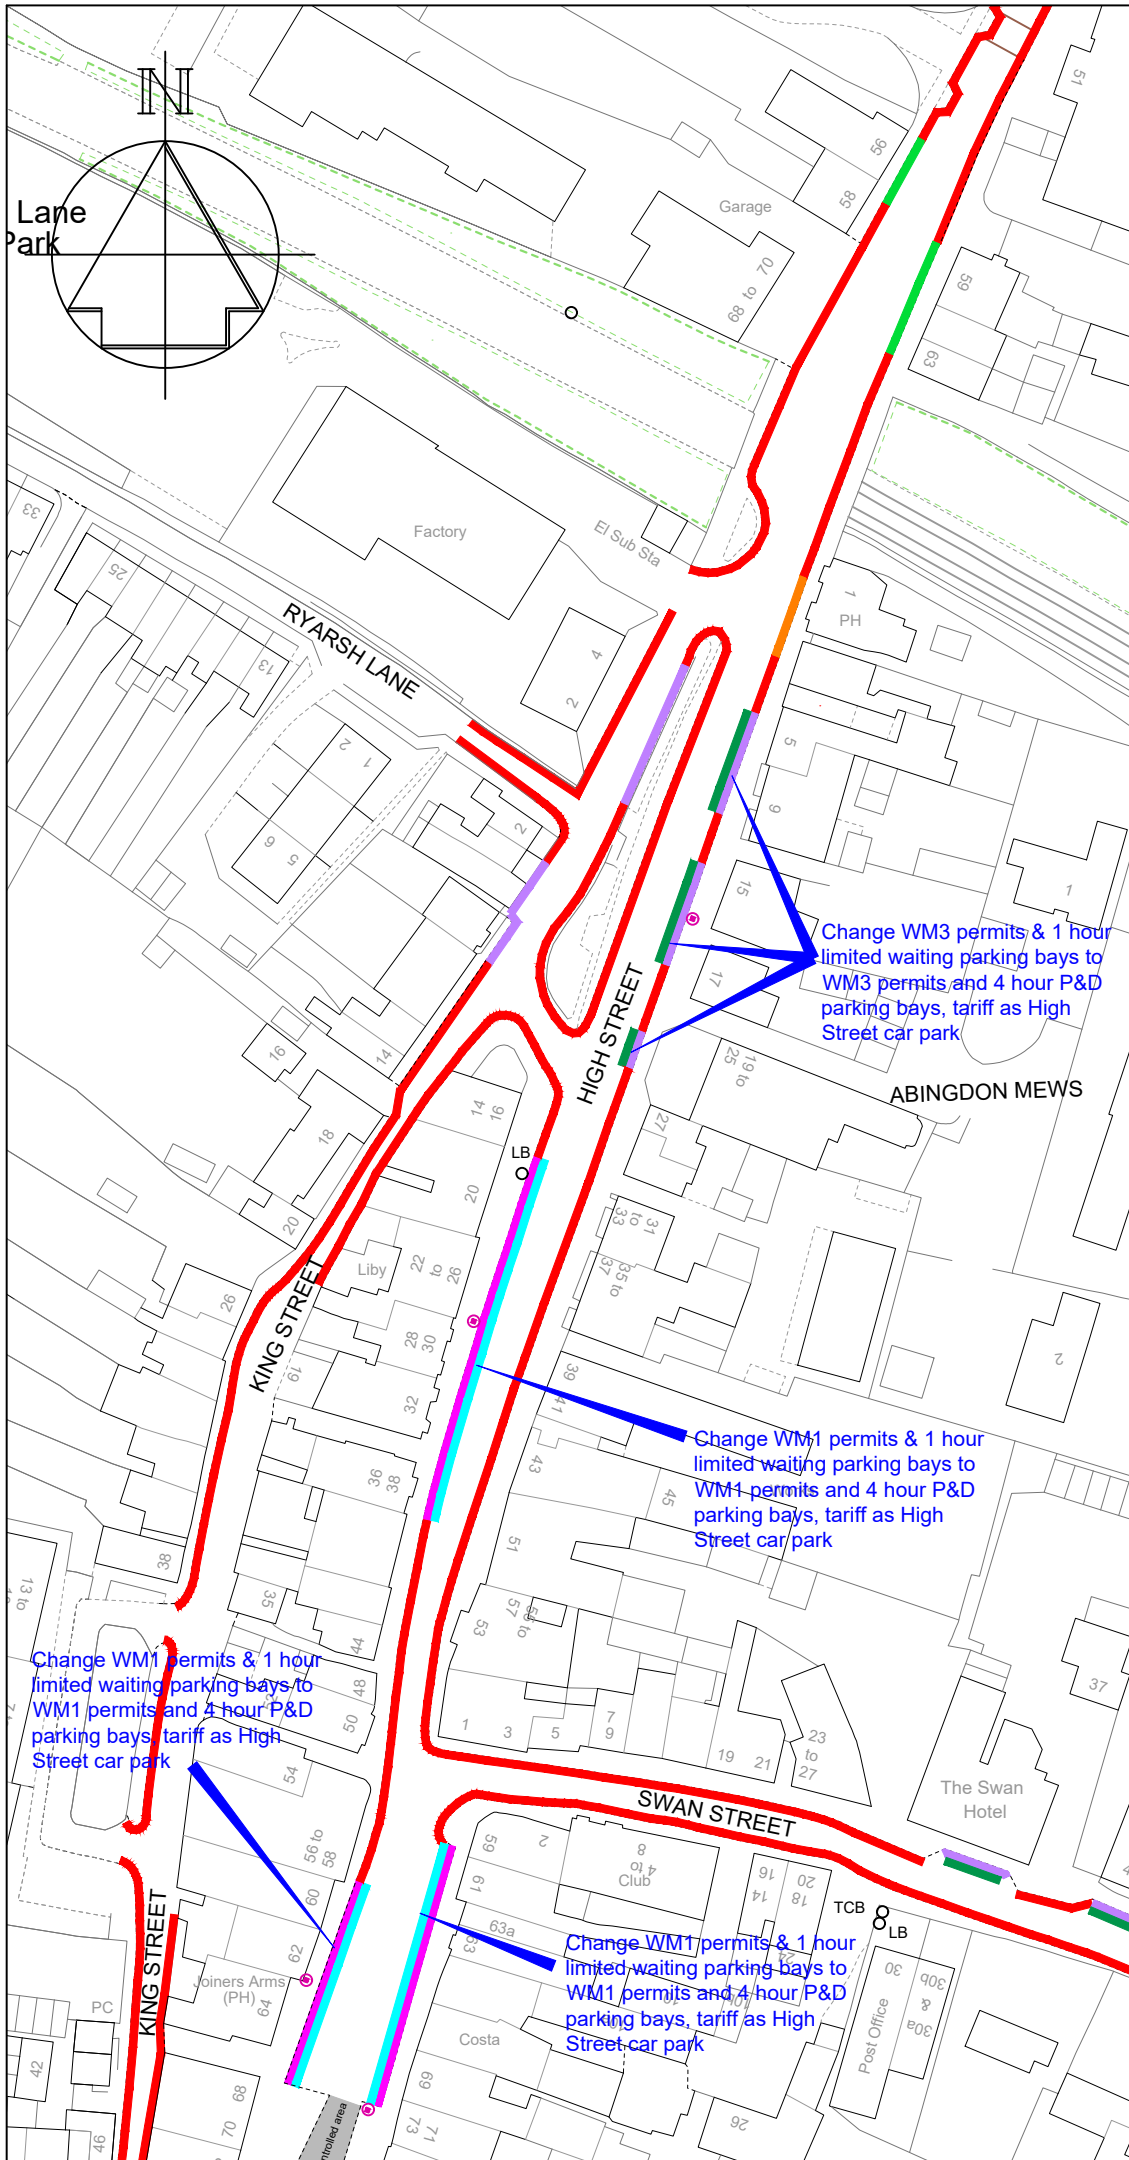 N
Lane
Park
51
56
58
Garage
68 to 70
59
63
33
25
Factory
El Sub Sta
1
PH
RYARSH LANE
13
4
2
2
1
6
5
2
5
9
15
1
17
Change WM3 permits & 1 hour
limited waiting parking bays to
WM3 permits and 4 hour P&D
parking bays, tariff as High
Street car park
HIGH STREET
16
14
19 to
25
ABINGDON MEWS
14
16
18
27
LB
20
20
31
to
33
Liby
22
to
26
35 to
37
26
KING STREET
28
30
19
32
39
41
2
Change WM1 permits & 1 hour
limited waiting parking bays to
WM1 permits and 4 hour P&D
parking bays, tariff as High
Street car park
43
36
38
45
51
38
13 to
35
57
53
44
37
Change WM1 permits & 1 hour
limited waiting parking bays to
WM1 permits and 4 hour P&D
parking bays, tariff as High
Street car park
48
50
1
3
5
7
9
19
21
23
to
27
54
SWAN STREET
The Swan
Hotel
56 to
58
59
2
8
4 to
Club
61
16
14
20
18
60
63a
63
TCB
LB
Change WM1 permits & 1 hour
limited waiting parking bays to
WM1 permits and 4 hour P&D
parking bays, tariff as High
Street car park
24
62
Joiners Arms
(PH)
64
KING STREET
PC
30
30b
&
30a
Post Office
Costa
42
68
70
69
71
73
26
46
ntrolled area